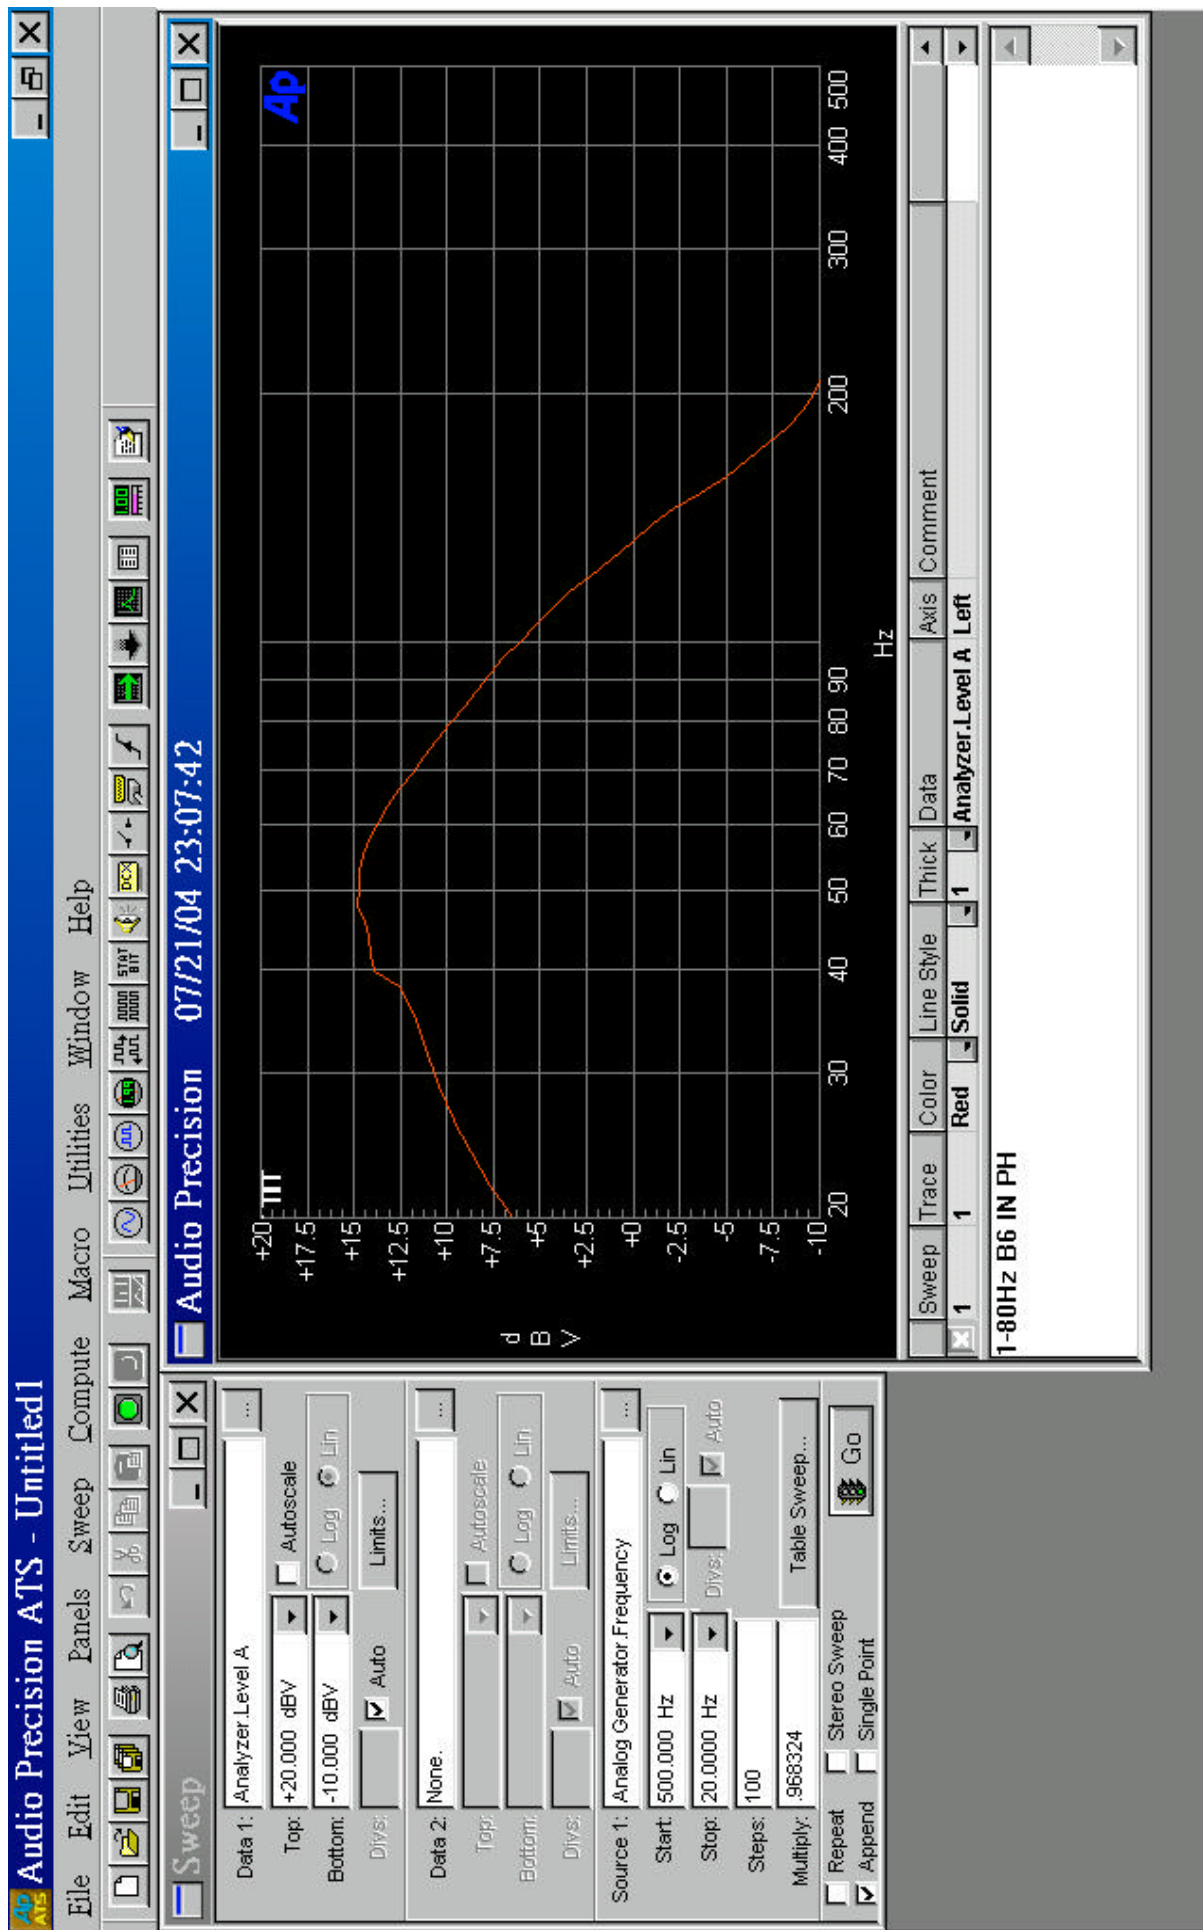 Ap ATS Audio Precision ATS - Untitled1
File Edit View Panels Sweep Compute Macro Utilities Window Help
STAT BIT
DCX
Sweep
Data 1: Analyzer.Level A ...
Top: +20.000 dBV Autoscale
Bottom: -10.000 dBV Log Lin
Divs: Auto Limits...
Data 2: None. ...
Top: Autoscale
Bottom: Log Lin
Divs: Auto Limits...
Source 1: Analog Generator.Frequency ...
Start: 500.000 Hz Log Lin
Stop: 20.0000 Hz Divs: Auto
Steps: 100
Multiply: .968324 Table Sweep...
Repeat Stereo Sweep
Append Single Point
Go
Audio Precision 07/21/04 23:07:42
Ap
+20
+17.5
+15
+12.5
+10
+7.5
+5
+2.5
+0
-2.5
-5
-7.5
-10
d
B
V
20 30 40 50 60 70 80 90 200 300 400 500
Hz
Sweep Trace Color Line Style Thick Data Axis Comment
1 1 Red Solid 1 Analyzer.Level A Left
1-80Hz B6 IN PH